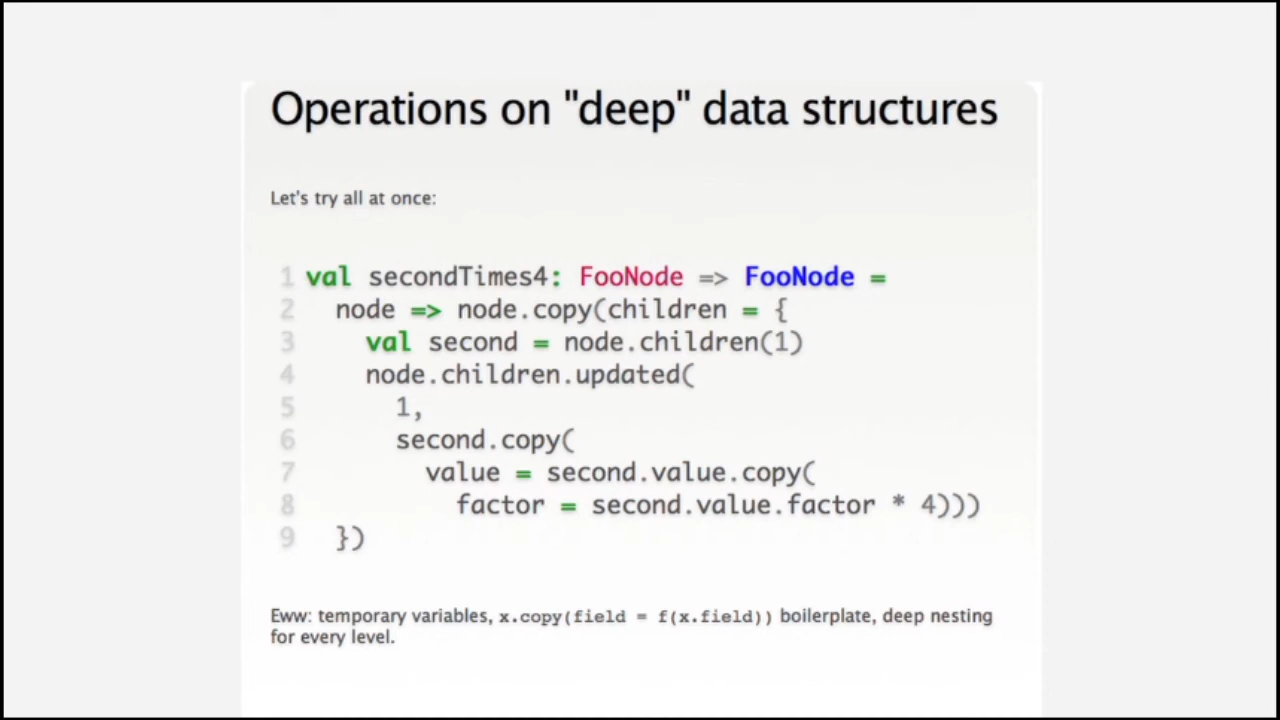 Operations on "deep" data structures
Let's try all at once:
1 val secondTimes4: FooNode => FooNode =
2   node => node.copy(children = {
3     val second = node.children(1)
4     node.children.updated(
5       1,
6       second.copy(
7         value = second.value.copy(
8           factor = second.value.factor * 4)))
9   })
Eww: temporary variables, x.copy(field = f(x.field)) boilerplate, deep nesting
for every level.